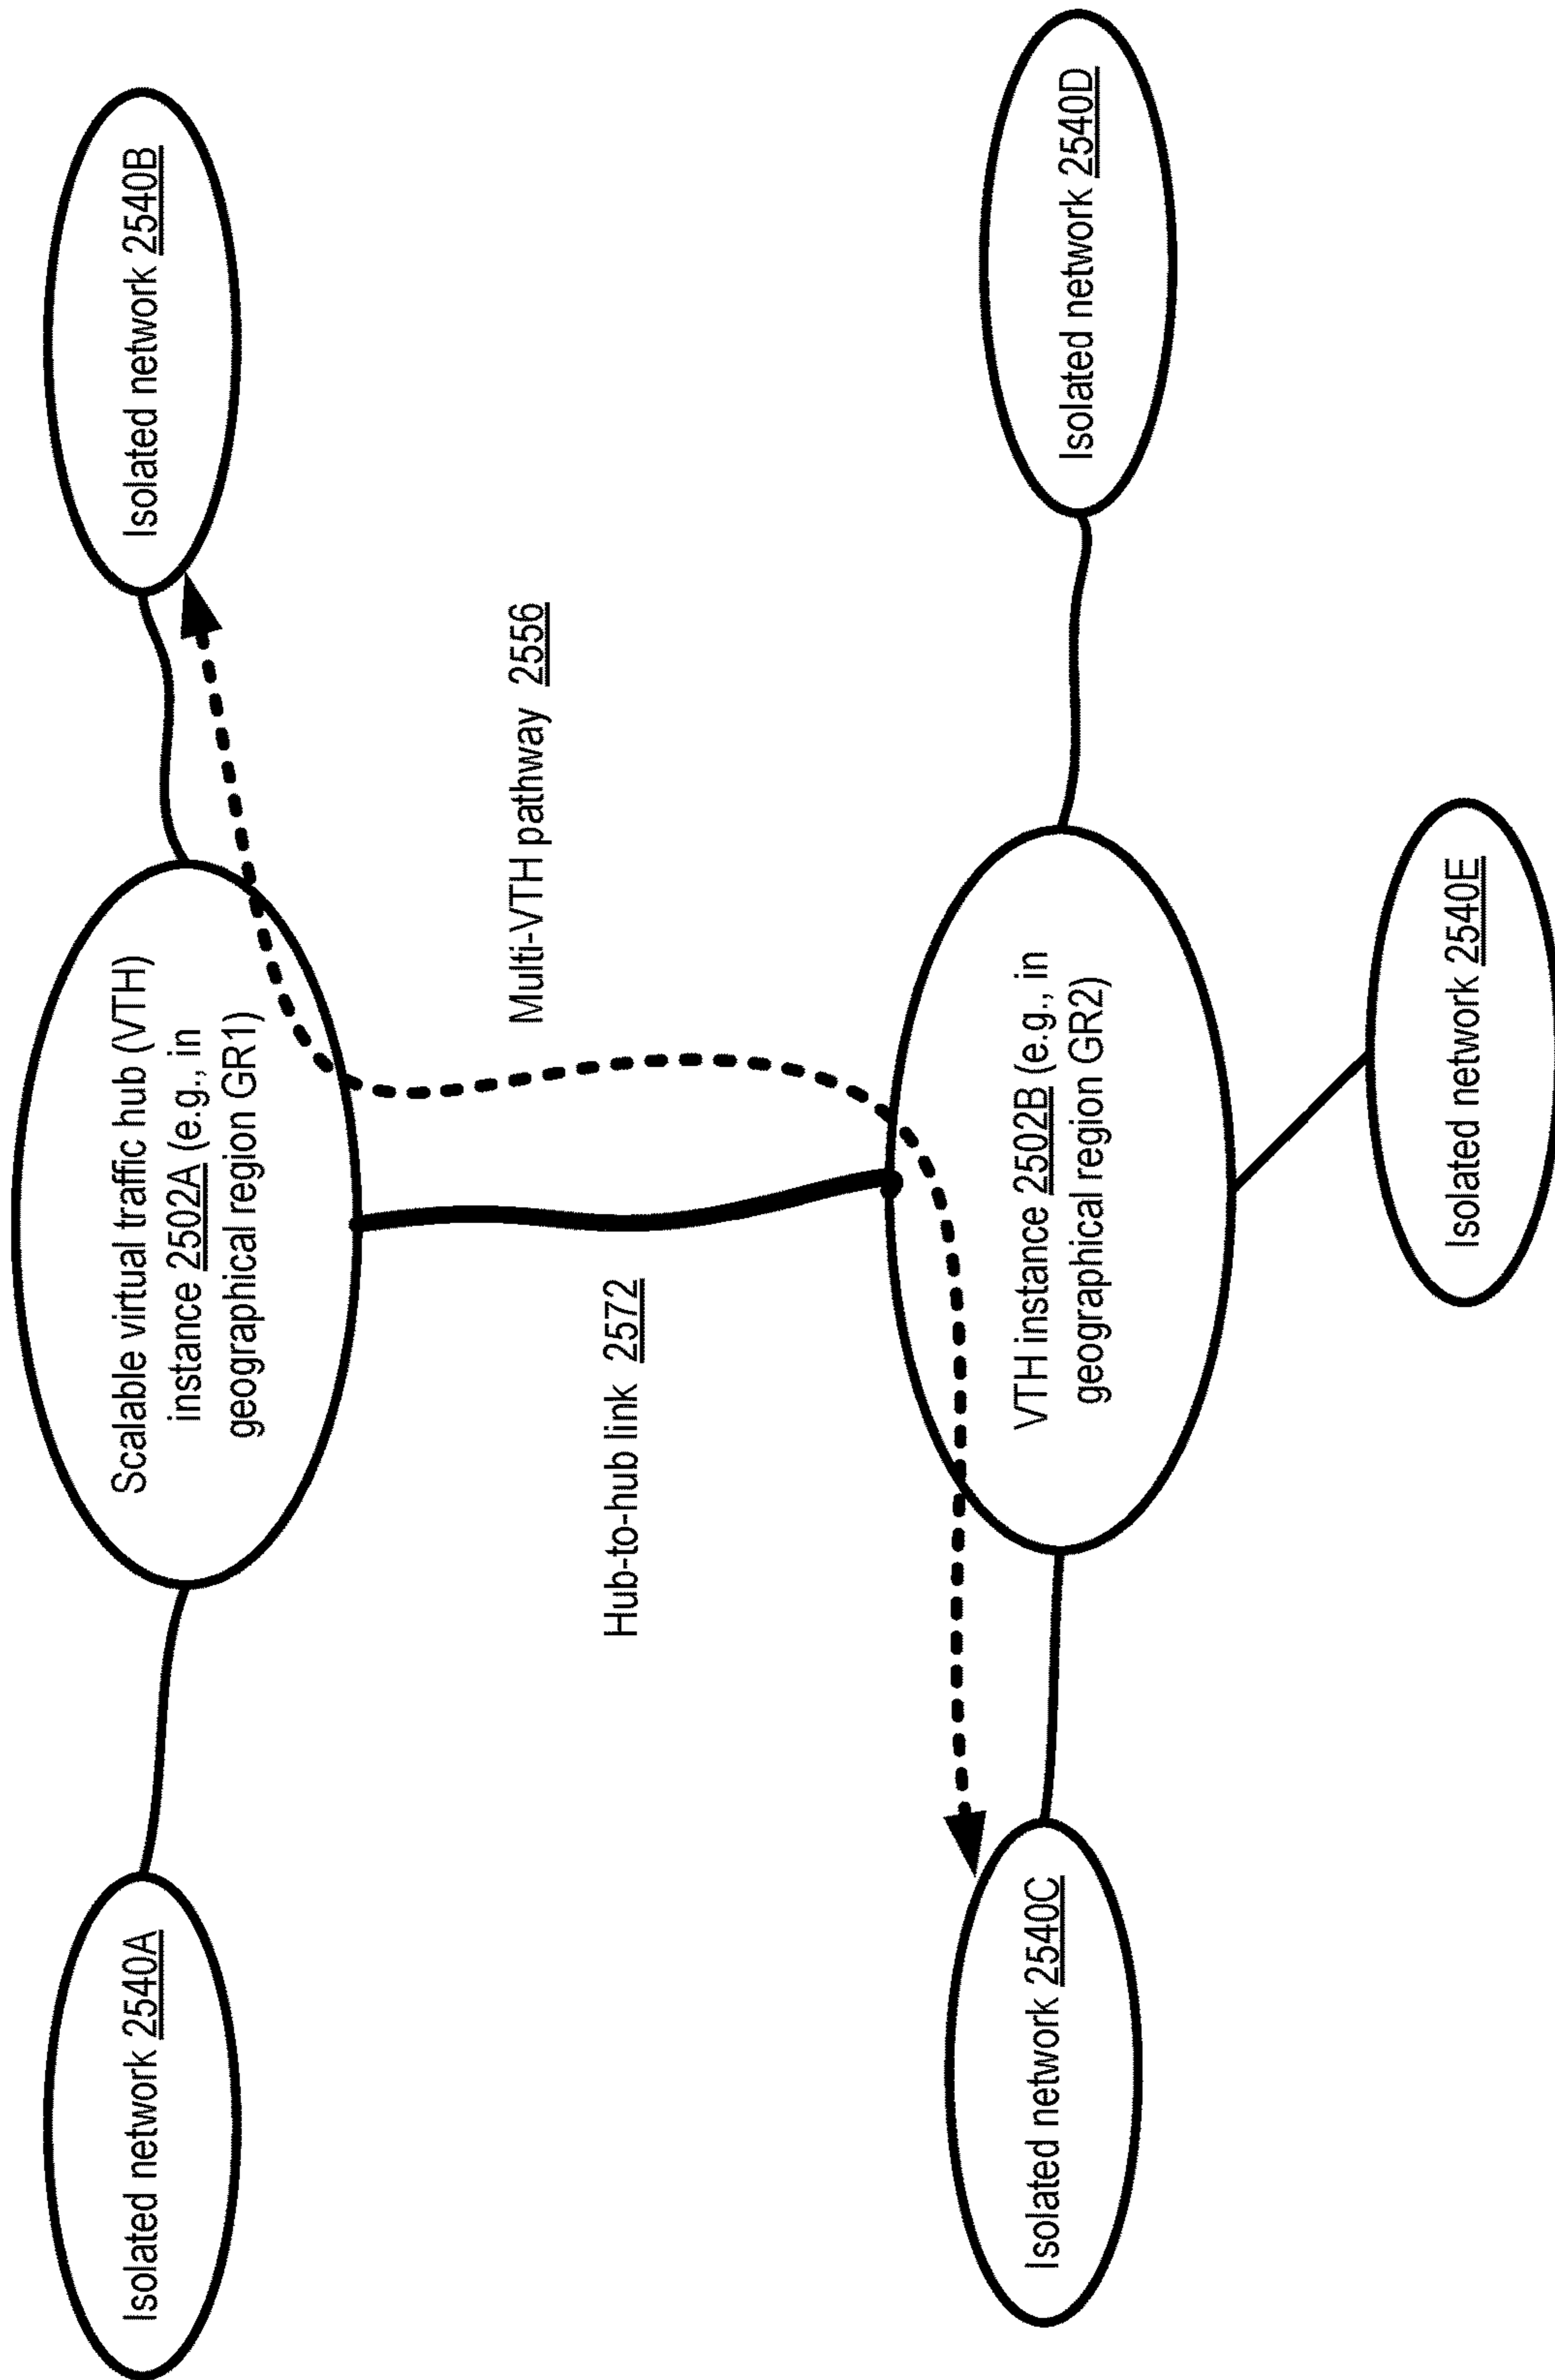 Scalable virtual traffic hub (VTH)
instance 2502A (e.g., in
geographical region GR1)
Isolated network 2540A
Isolated network 2540B
Hub-to-hub link 2572
Multi-VTH pathway 2556
VTH instance 2502B (e.g., in
geographical region GR2)
Isolated network 2540C
Isolated network 2540D
Isolated network 2540E